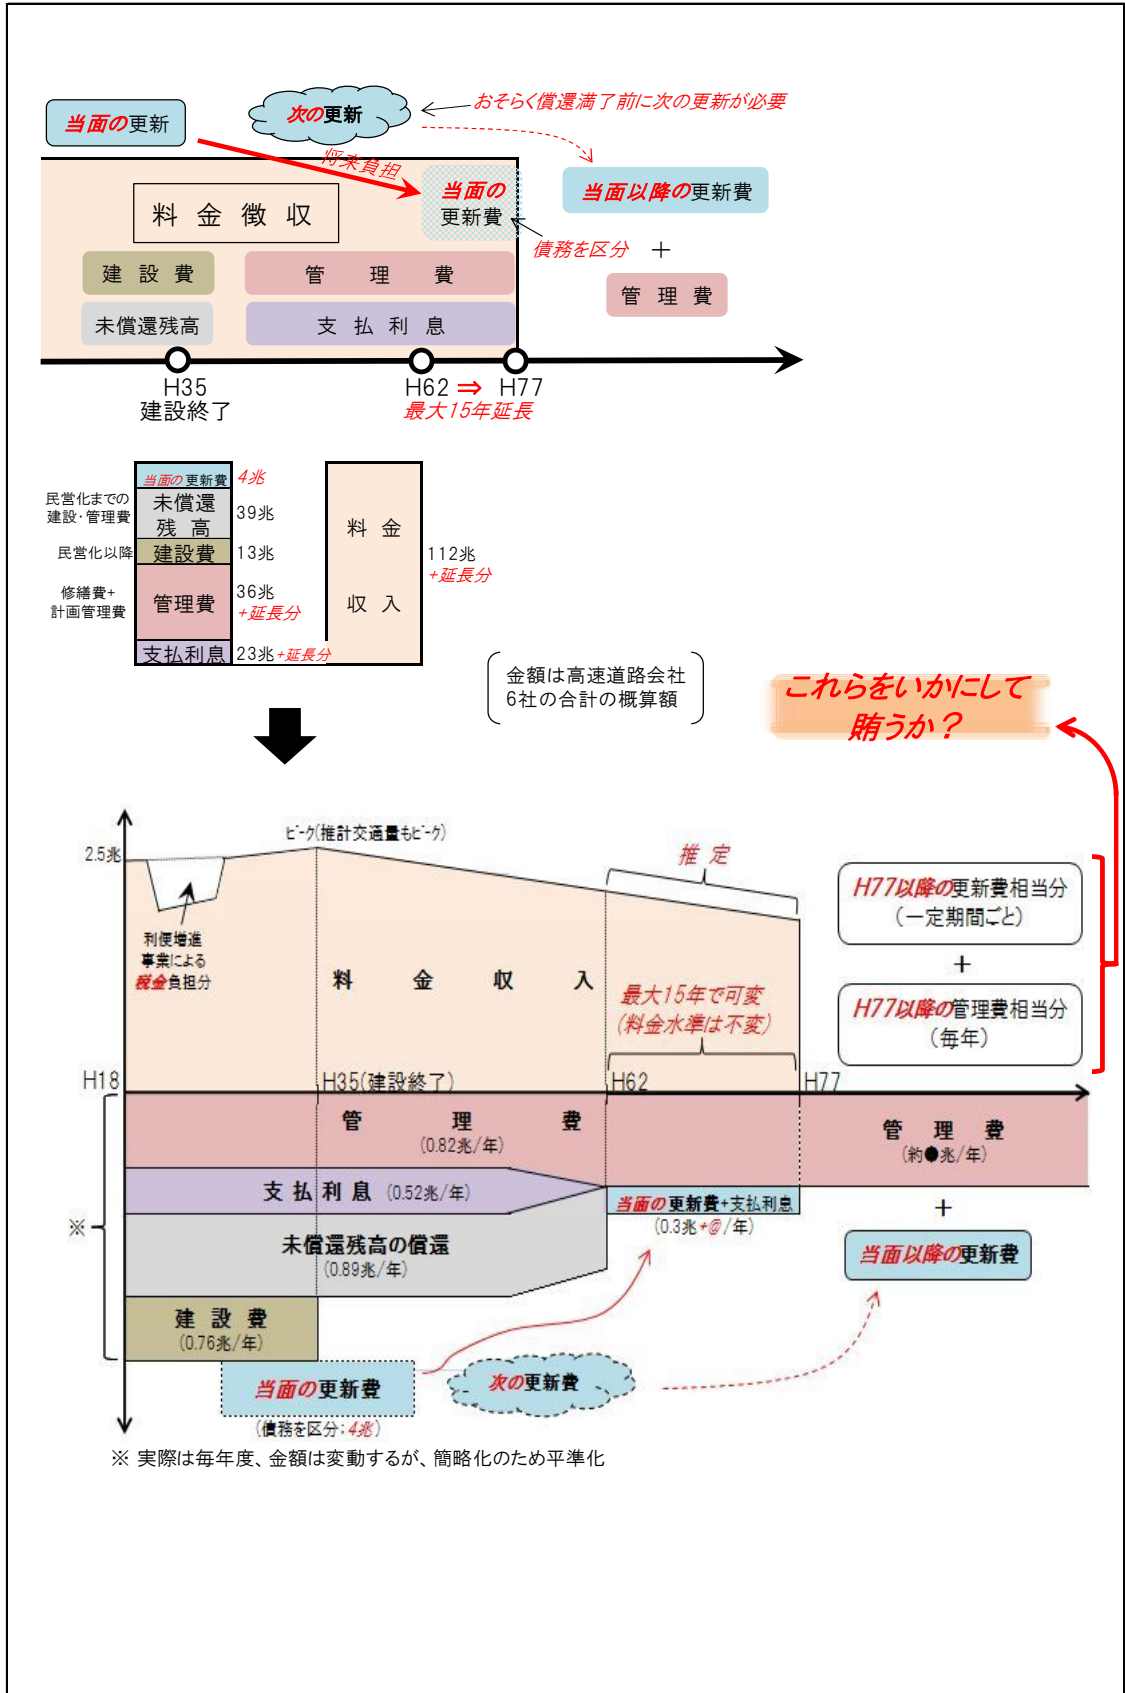 当面の更新
次の更新
おそらく償還満了前に次の更新が必要
将来負担
料金徴収
当面の
更新費
当面以降の更新費
債務を区分
＋
建設費
管理費
管理費
未償還残高
支払利息
H35
建設終了
H62 ⇒ H77
最大15年延長
当面の更新費
4兆
民営化までの
建設・管理費
未償還
残高
39兆
民営化以降
建設費
13兆
修繕費+
計画管理費
管理費
36兆
+延長分
支払利息
23兆+延長分
料金
収入
112兆
+延長分
金額は高速道路会社
6社の合計の概算額
これらをいかにして
賄うか？
ﾋﾟｰｸ(推計交通量もﾋﾟｰｸ)
2.5兆
利便増進
事業による
税金負担分
料金収入
推定
最大15年で可変
(料金水準は不変)
H77以降の更新費相当分
(一定期間ごと)
＋
H77以降の管理費相当分
(毎年)
H18
H35(建設終了)
H62
H77
管理費
(0.82兆/年)
管理費
(約●兆/年)
支払利息 (0.52兆/年)
当面の更新費+支払利息
(0.3兆+@/年)
＋
※
未償還残高の償還
(0.89兆/年)
当面以降の更新費
建設費
(0.76兆/年)
当面の更新費
(債務を区分:4兆)
次の更新費
※ 実際は毎年度、金額は変動するが、簡略化のため平準化